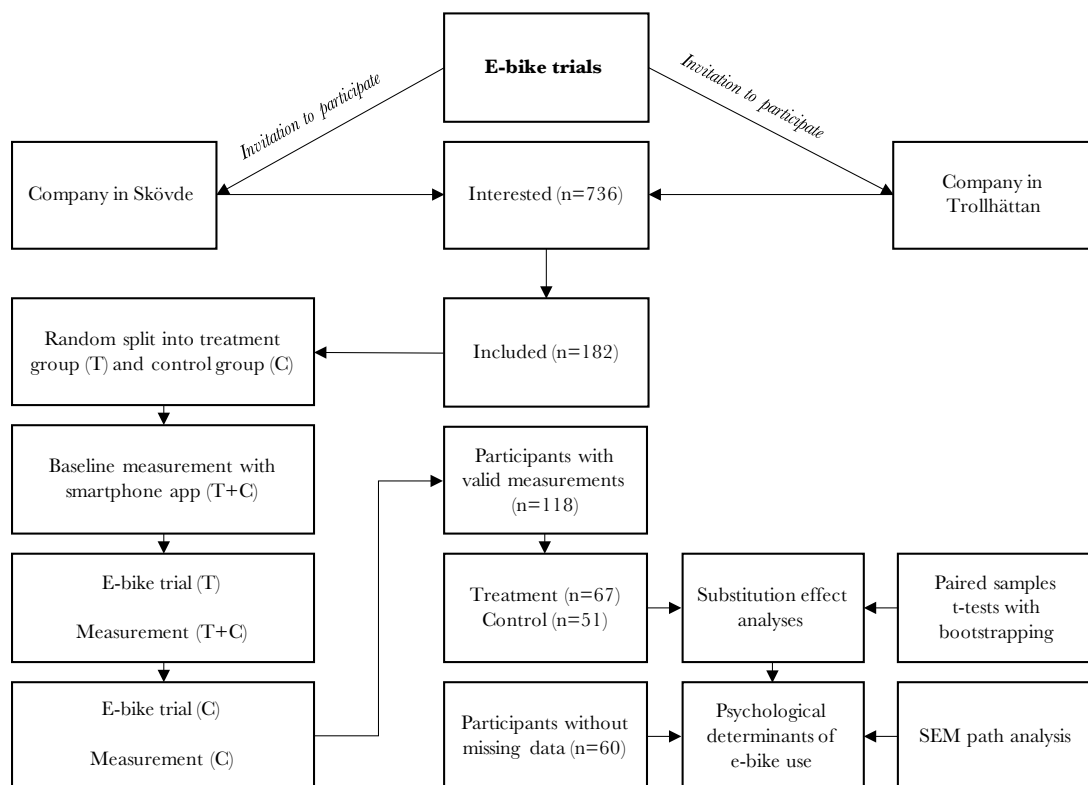 E-bike trials
Invitation to participate
Invitation to participate
Company in Skövde
Interested (n=736)
Company in
Trollhättan
Random split into treatment
group (T) and control group (C)
Included (n=182)
Baseline measurement with
smartphone app (T+C)
Participants with
valid measurements
(n=118)
E-bike trial (T)
Measurement (T+C)
Treatment (n=67)
Control (n=51)
Substitution effect
analyses
Paired samples
t-tests with
bootstrapping
E-bike trial (C)
Measurement (C)
Participants without
missing data (n=60)
Psychological
determinants of
e-bike use
SEM path analysis